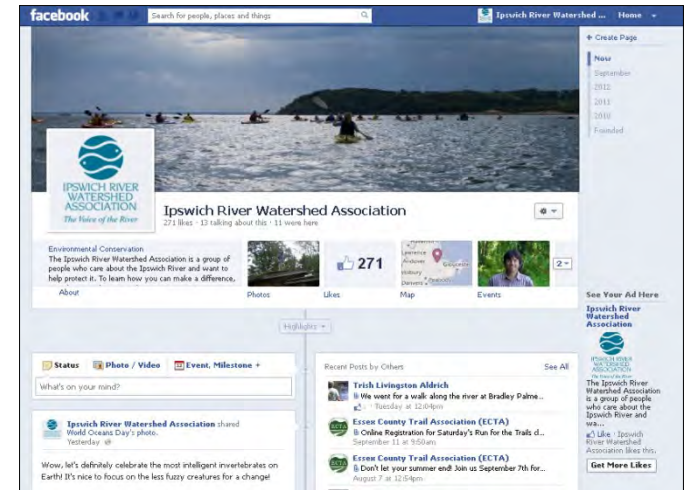 facebook
Search for people, places and things
Ipswich River Watershed ... Home
+ Create Page
Now
September
2012
2011
2010
Founded
IPSWICH RIVER
WATERSHED
ASSOCIATION
The Voice of the River
Ipswich River Watershed Association
271 likes · 13 talking about this · 11 were here
Environmental Conservation
The Ipswich River Watershed Association is a group of
people who care about the Ipswich River and want to
help protect it. To learn how you can make a difference,
About
Photos
271
Likes
Lawrence
Andover
Gloucester
Danvers
Map
Events
2
Highlights
Status Photo / Video Event, Milestone +
What's on your mind?
Ipswich River Watershed Association shared
World Oceans Day's photo.
Yesterday
Wow, let's definitely celebrate the most intelligent invertebrates on
Earth! It's nice to focus on the less fuzzy creatures for a change!
Recent Posts by Others See All
Trish Livingston Aldrich
We went for a walk along the river at Bradley Palme...
Tuesday at 12:04pm
ECTA
Essex County Trail Association (ECTA)
Online Registration for Saturday's Run for the Trails cl...
September 11 at 9:50am
ECTA
Essex County Trail Association (ECTA)
Don't let your summer end! Join us September 7th for...
August 7 at 12:54pm
See Your Ad Here
Ipswich River
Watershed
Association
IPSWICH RIVER
WATERSHED
ASSOCIATION
The Ipswich River
Watershed
Association is a
group of people
who care about the
Ipswich River and
wa...
Like · Ipswich
River Watershed
Association likes this.
Get More Likes